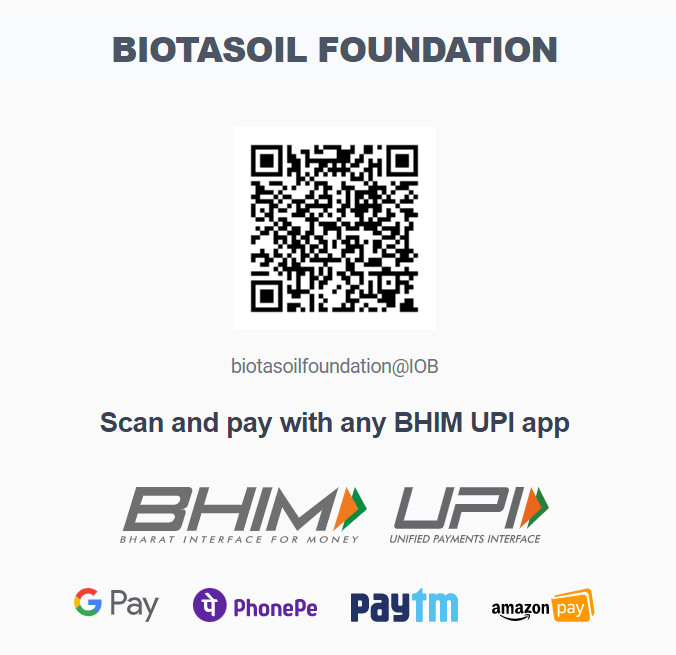 BIOTASOIL FOUNDATION
biotasoilfoundation@IOB
Scan and pay with any BHIM UPI app
BHIM UPI
BHARAT INTERFACE FOR MONEY UNIFIED PAYMENTS INTERFACE
G Pay पे PhonePe paytm amazon pay